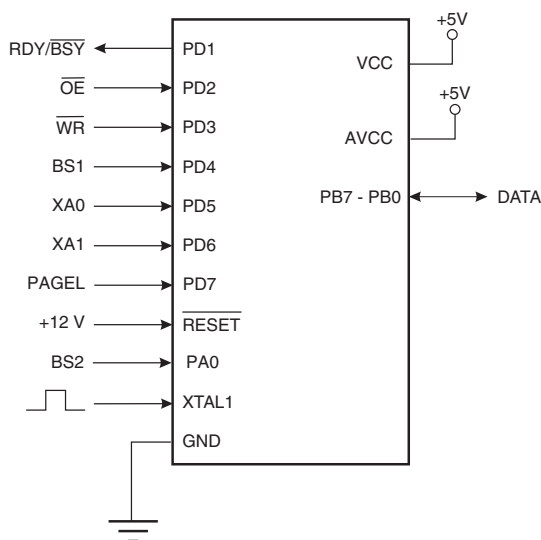 RDY/BSY PD1
OE PD2
WR PD3
BS1 PD4
XA0 PD5
XA1 PD6
PAGEL PD7
+12 V RESET
BS2 PA0
XTAL1
GND
+5V
VCC
+5V
AVCC
PB7 - PB0 DATA